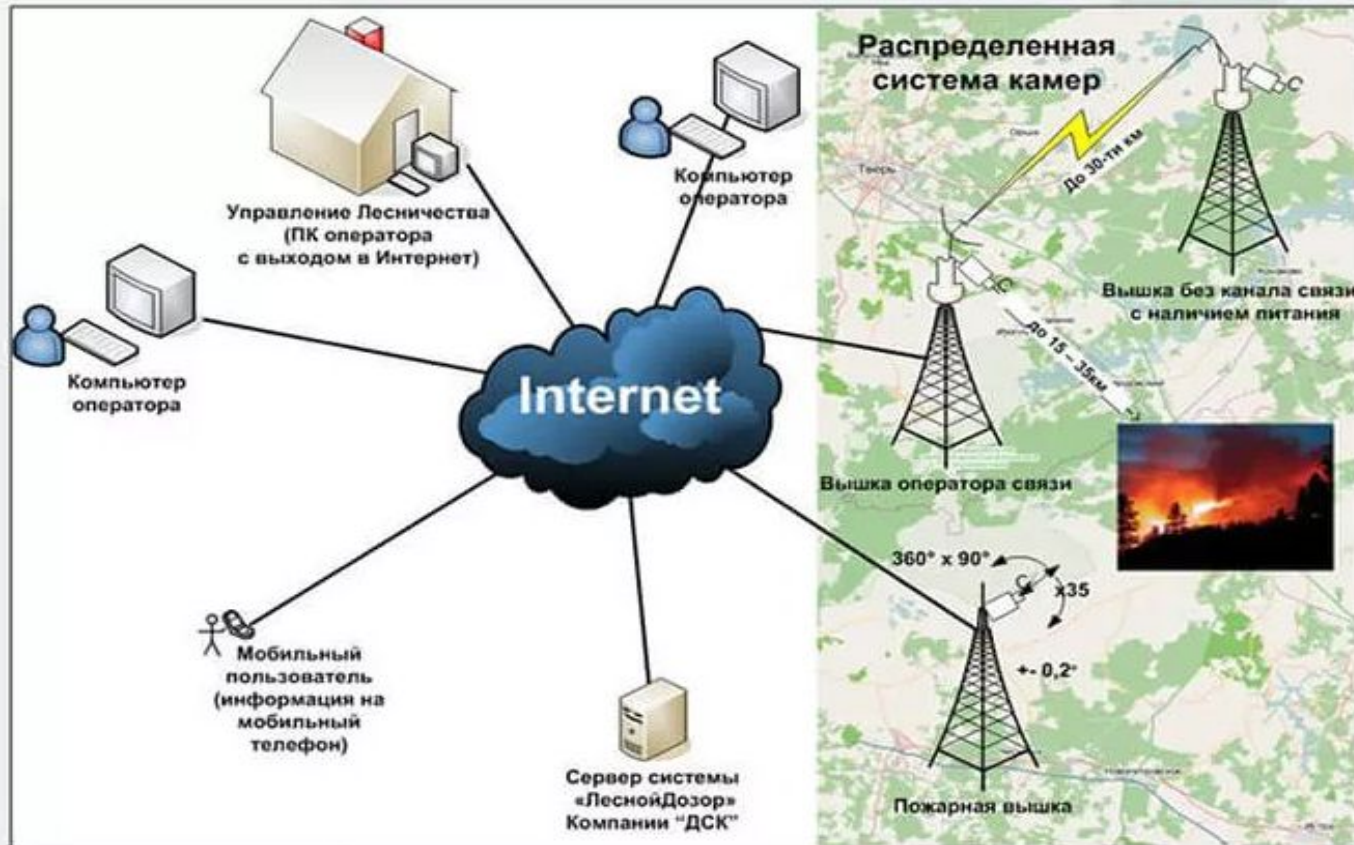 Распределенная
система камер
Компьютер
оператора
Управление Лесничества
(ПК оператора
с выходом в Интернет)
До 30-ти км
Орша
Тверь
Вышка без канала связи
с наличием питания
до 15 – 35км
Компьютер
оператора
Internet
Вышка оператора связи
360° x 90°
x35
+- 0,2°
Мобильный
пользователь
(информация на
мобильный
телефон)
Сервер системы
«ЛеснойДозор»
Компании "ДСК"
Пожарная вышка